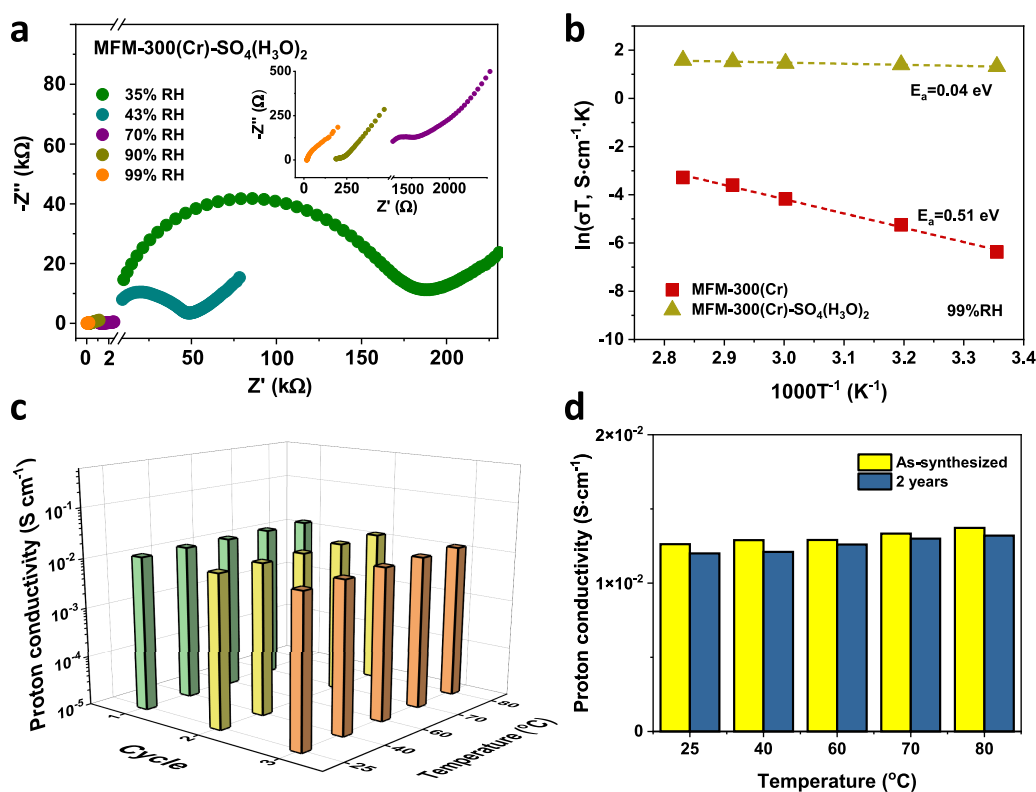 a
MFM-300(Cr)-SO₄(H₃O)₂
35% RH
43% RH
70% RH
90% RH
99% RH
-Z'' (kΩ)
100
80
60
40
20
0
0 2 50 100 150 200
Z' (kΩ)
-Z'' (Ω)
500
250
0
0 250 1500 2000
Z' (Ω)
b
ln(σT, S·cm⁻¹·K)
2
0
-2
-4
-6
-8
-10
Eₐ=0.04 eV
Eₐ=0.51 eV
MFM-300(Cr)
MFM-300(Cr)-SO₄(H₃O)₂
99%RH
2.8 2.9 3.0 3.1 3.2 3.3 3.4
1000T⁻¹ (K⁻¹)
c
Proton conductivity (S cm⁻¹)
10⁻¹
10⁻²
10⁻³
10⁻⁴
10⁻⁵
1
2
3
Cycle
25
40
60
70
80
Temperature (°C)
d
Proton conductivity (S·cm⁻¹)
2×10⁻²
1×10⁻²
0
As-synthesized
2 years
25 40 60 70 80
Temperature (°C)